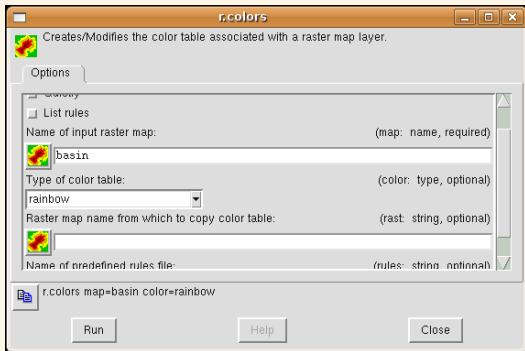 r.colors
Creates/Modifies the color table associated with a raster map layer.
Options
Quietly
List rules
Name of input raster map: (map: name, required)
basin
Type of color table: (color: type, optional)
rainbow
Raster map name from which to copy color table: (rast: string, optional)
Name of predefined rules file: (rules: string, optional)
r.colors map=basin color=rainbow
Run Help Close